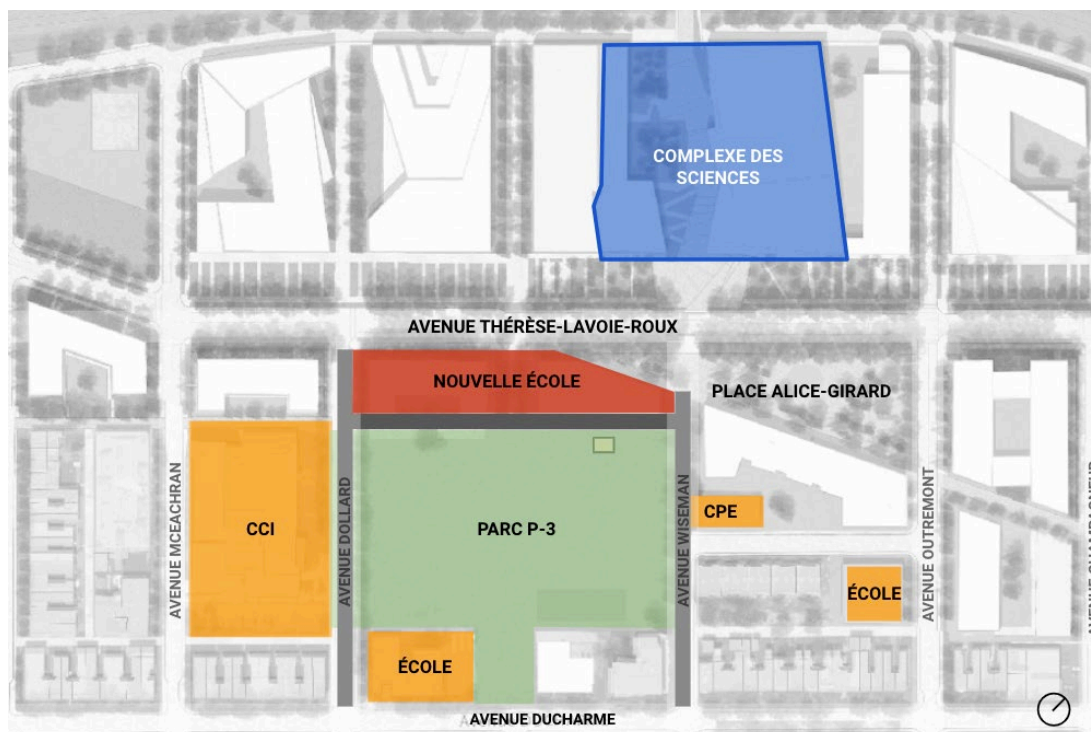 COMPLEXE DES
SCIENCES
AVENUE THÉRÈSE-LAVOIE-ROUX
NOUVELLE ÉCOLE
PLACE ALICE-GIRARD
AVENUE MCEACHRAN
CCI
AVENUE DOLLARD
PARC P-3
AVENUE WISEMAN
CPE
AVENUE OUTREMONT
ÉCOLE
ÉCOLE
AVENUE DUCHARME